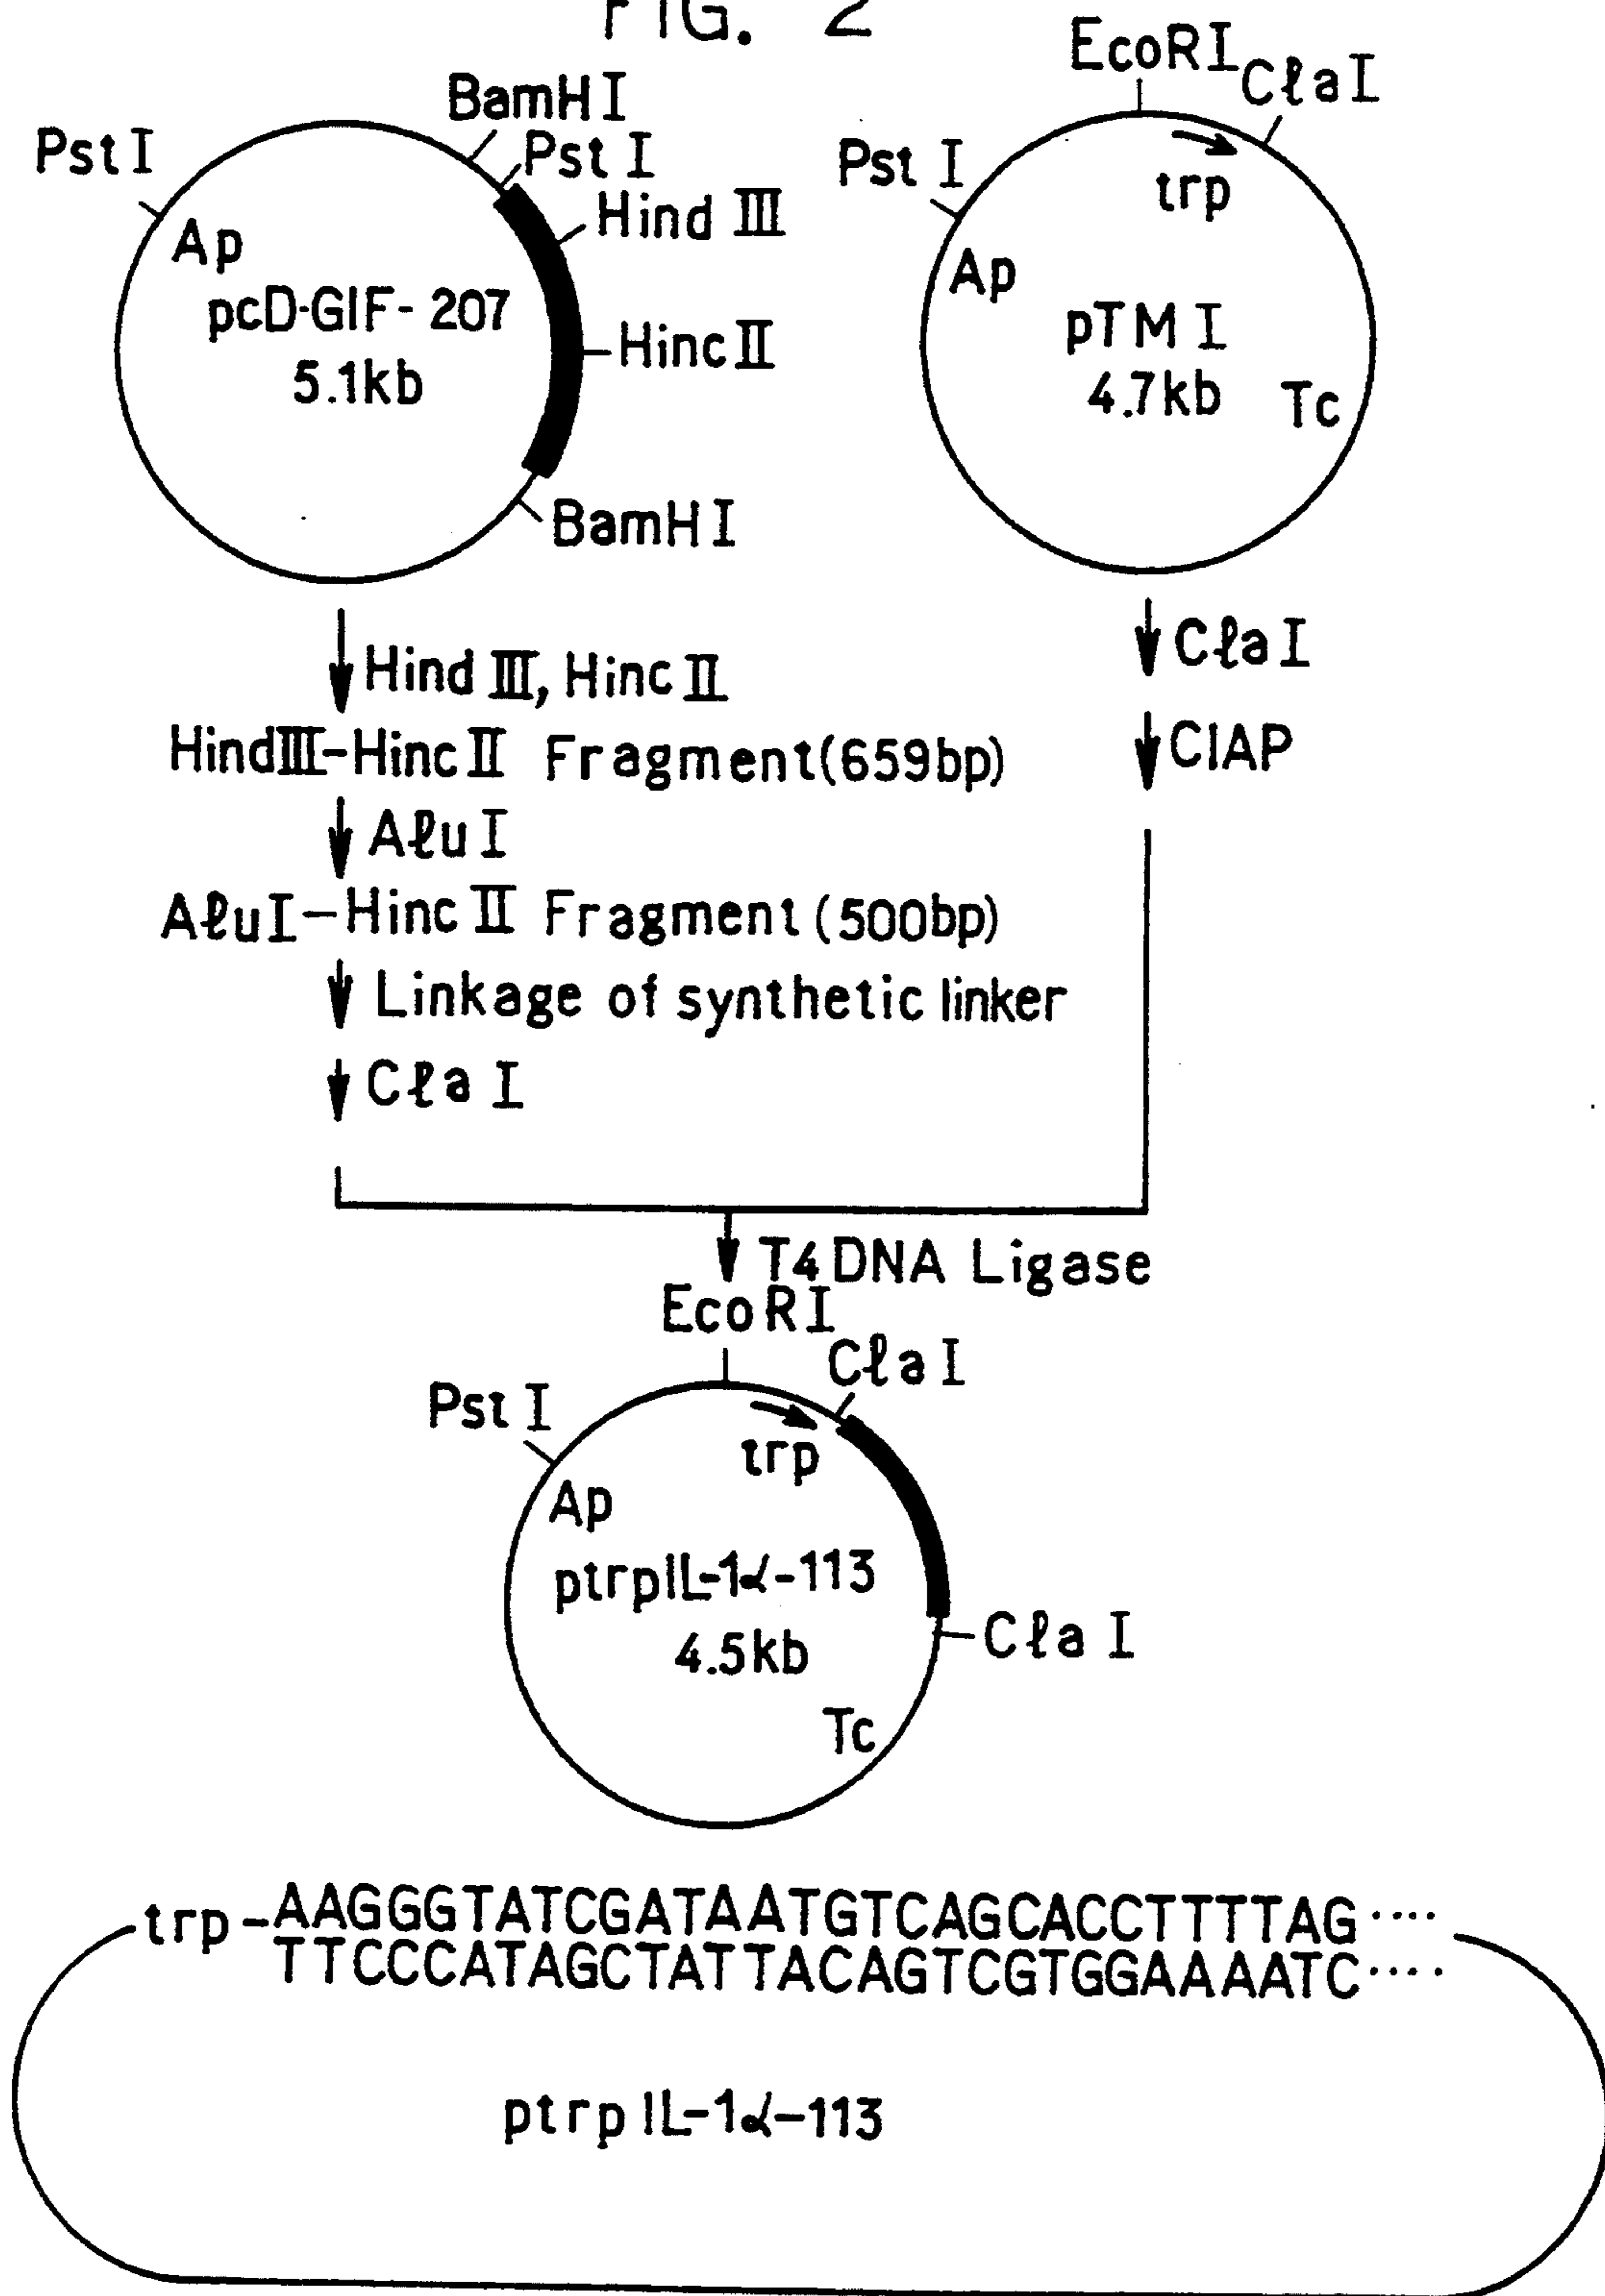 FIG. 2
BamHI
PstI
PstI
HindIII
Ap
pcD-GIF-207
5.1kb
HincII
BamHI
EcoRI
ClaI
PstI
trp
Ap
pTMI
4.7kb
Tc
HindIII, HincII
HindIII-HincII Fragment(659bp)
AluI
AluI-HincII Fragment(500bp)
Linkage of synthetic linker
ClaI
ClaI
CIAP
T4 DNA Ligase
EcoRI
ClaI
PstI
trp
Ap
ptrpIL-1α-113
4.5kb
ClaI
Tc
trp-AAGGGTATCGATAATGTCAGCACCTTTTAG····
TTCCCATAGCTATTACAGTCGTGGAAAATC····
ptrpIL-1α-113